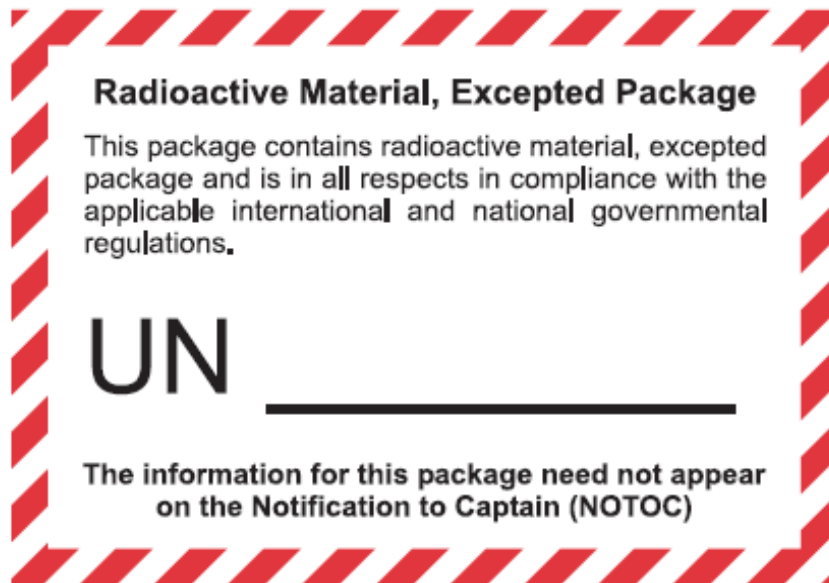 Radioactive Material, Excepted Package
This package contains radioactive material, excepted
package and is in all respects in compliance with the
applicable international and national governmental
regulations.
UN
The information for this package need not appear
on the Notification to Captain (NOTOC)